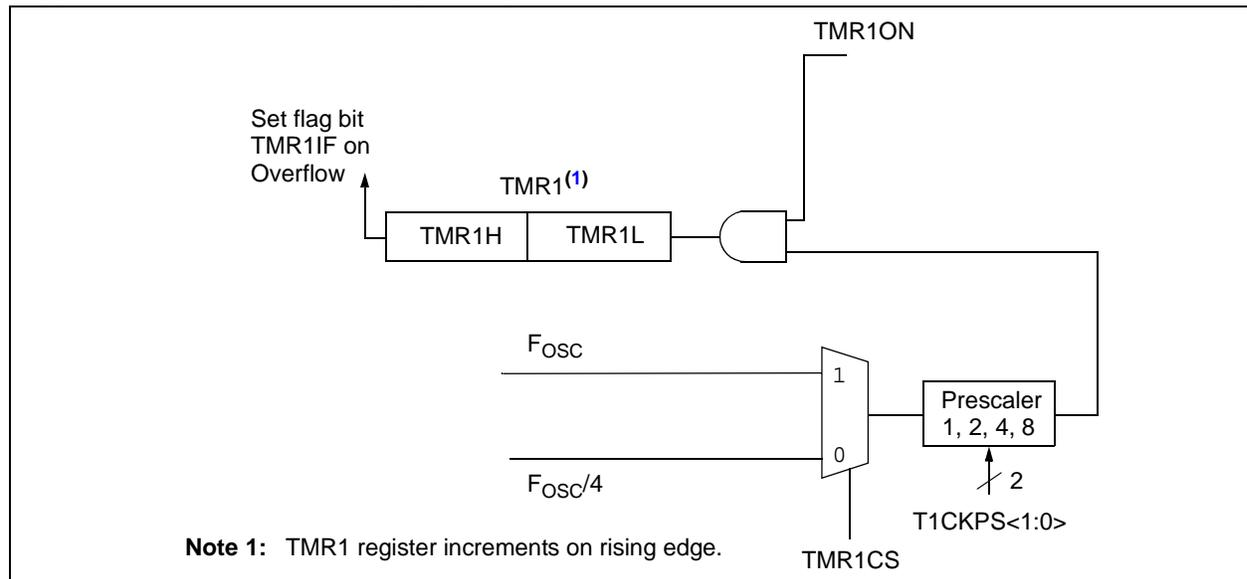 TMR1ON
Set flag bit
TMR1IF on
Overflow
TMR1(1)
TMR1H
TMR1L
FOSC
1
Prescaler
1, 2, 4, 8
0
FOSC/4
2
T1CKPS<1:0>
Note 1: TMR1 register increments on rising edge.
TMR1CS